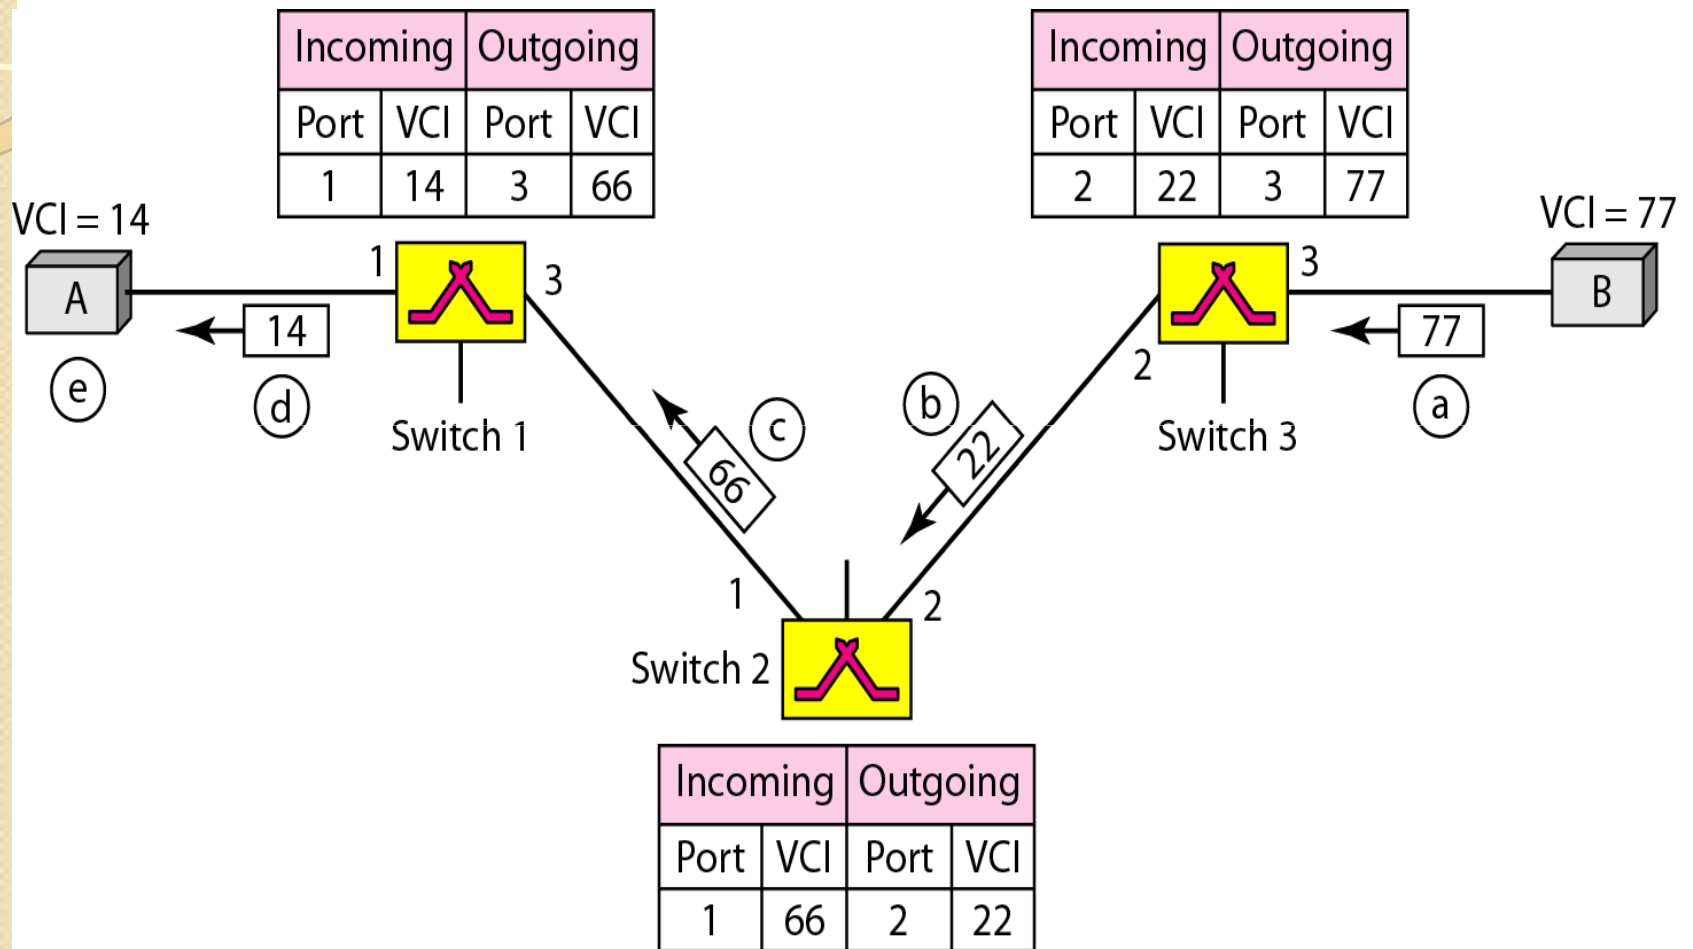 Incoming Outgoing
Port VCI Port VCI
1 14 3 66
Incoming Outgoing
Port VCI Port VCI
2 22 3 77
VCI = 14
VCI = 77
A
1
3
14
e
d
Switch 1
3
B
2
77
a
Switch 3
b
22
c
66
1
2
Switch 2
Incoming Outgoing
Port VCI Port VCI
1 66 2 22